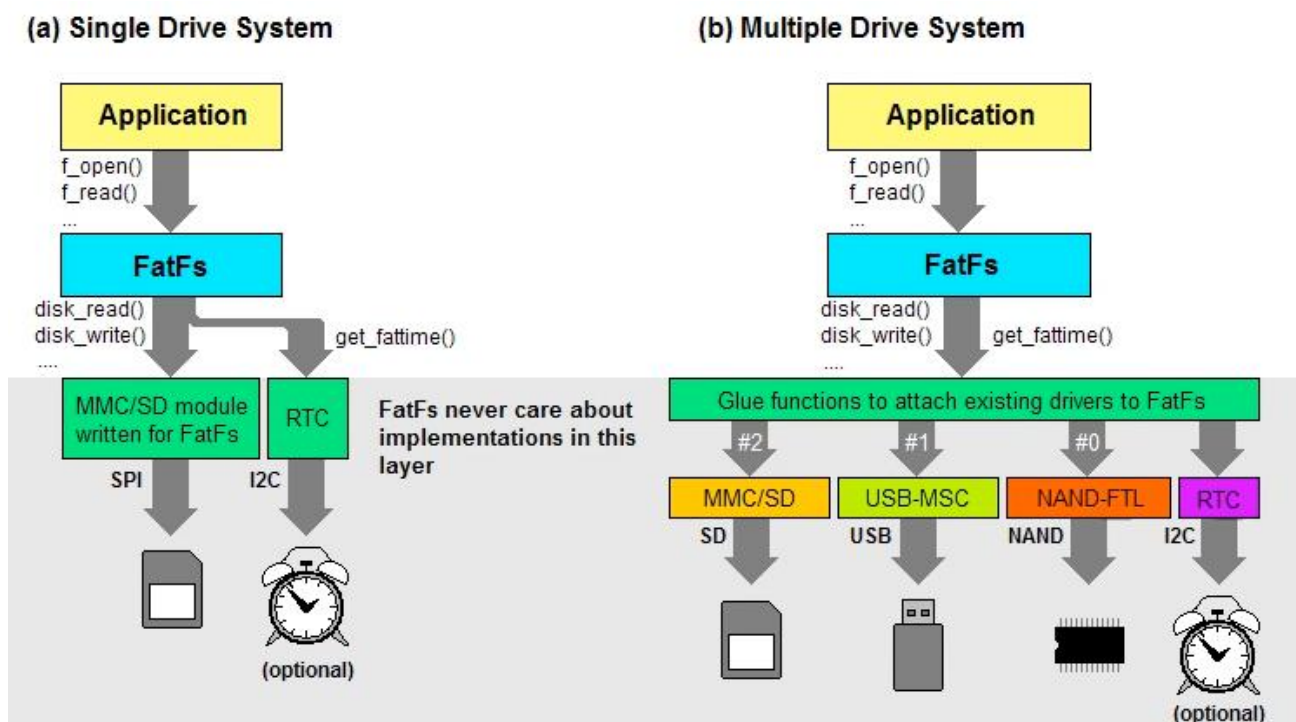 (a) Single Drive System
Application
f_open()
f_read()
...
FatFs
disk_read()
disk_write()
....
get_fattime()
MMC/SD module
written for FatFs
RTC
FatFs never care about
implementations in this
layer
SPI
I2C
(optional)
(b) Multiple Drive System
Application
f_open()
f_read()
...
FatFs
disk_read()
disk_write()
....
get_fattime()
Glue functions to attach existing drivers to FatFs
#2
#1
#0
MMC/SD
USB-MSC
NAND-FTL
RTC
SD
USB
NAND
I2C
(optional)